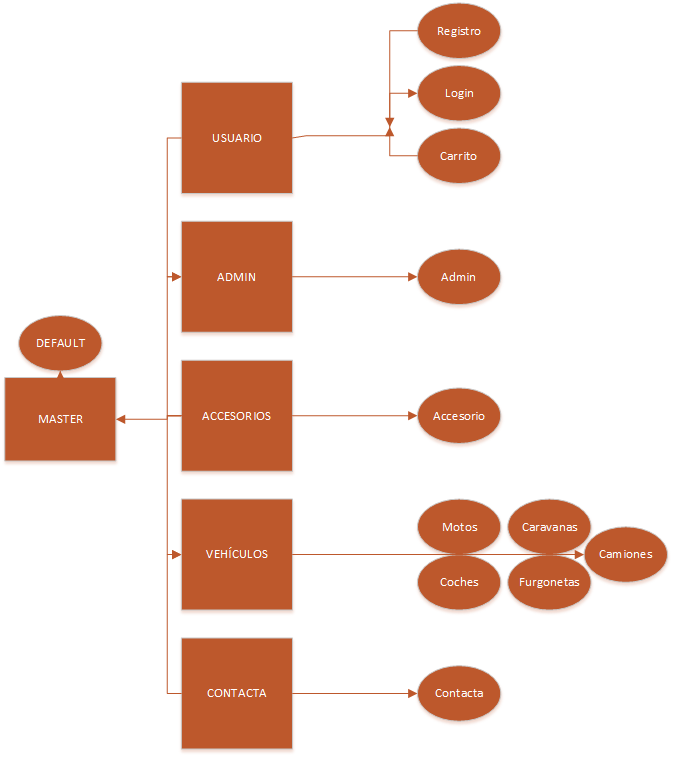 Registro
Login
USUARIO
Carrito
ADMIN
Admin
DEFAULT
MASTER
ACCESORIOS
Accesorio
Motos
Caravanas
VEHÍCULOS
Camiones
Coches
Furgonetas
CONTACTA
Contacta